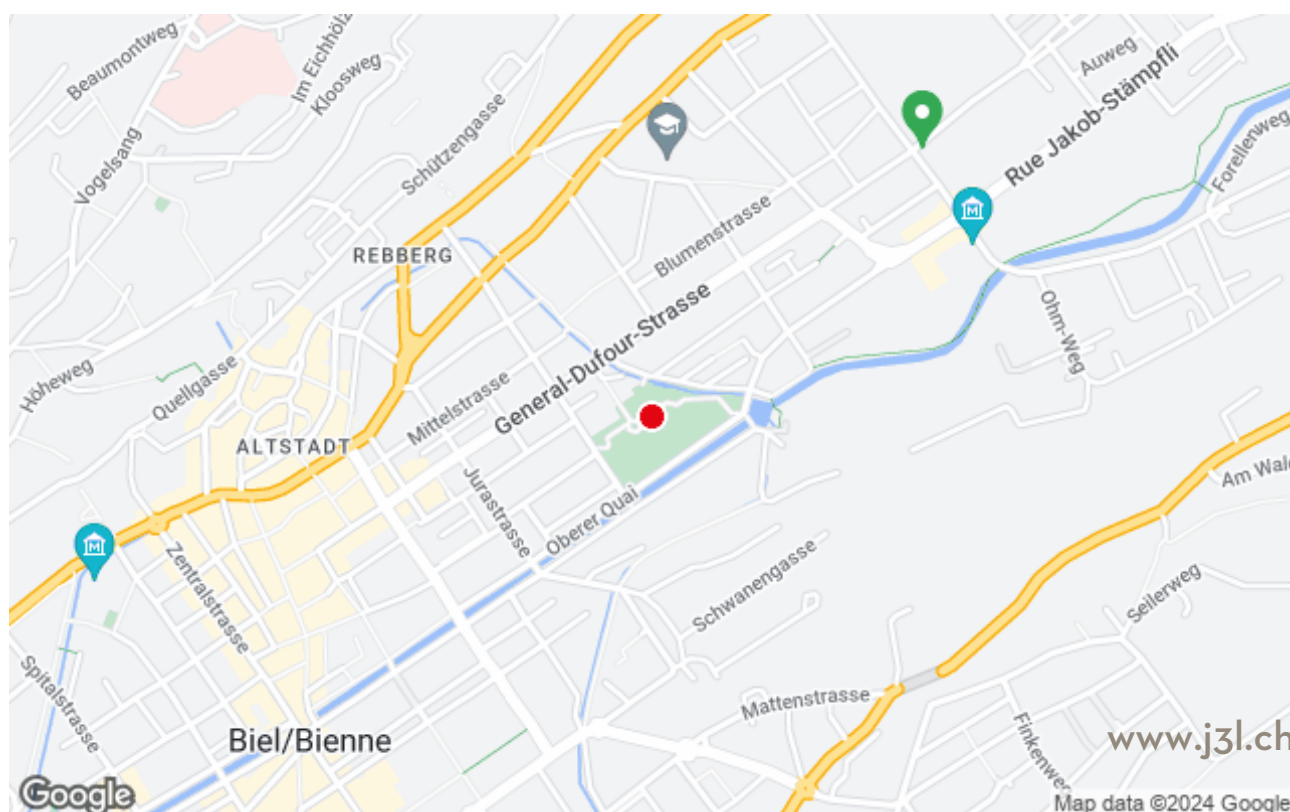 Beaumontweg
Im Eichhölz
Kloosweg
Auweg
Rue Jakob-Stämpfli
Vogelsang
Schützengasse
Forellenweg
Blumenstrasse
REBBERG
General-Dufour-Strasse
Ohm-Weg
Höheweg
Quellgasse
Mittelstrasse
ALTSTADT
Jurastrasse
Oberer Quai
Am Wal
Zentralstrasse
Schwanengasse
Seilerweg
Spitalstrasse
Mattenstrasse
Finkenweg
Biel/Bienne
www.j3l.ch
Google
Map data ©2024 Google